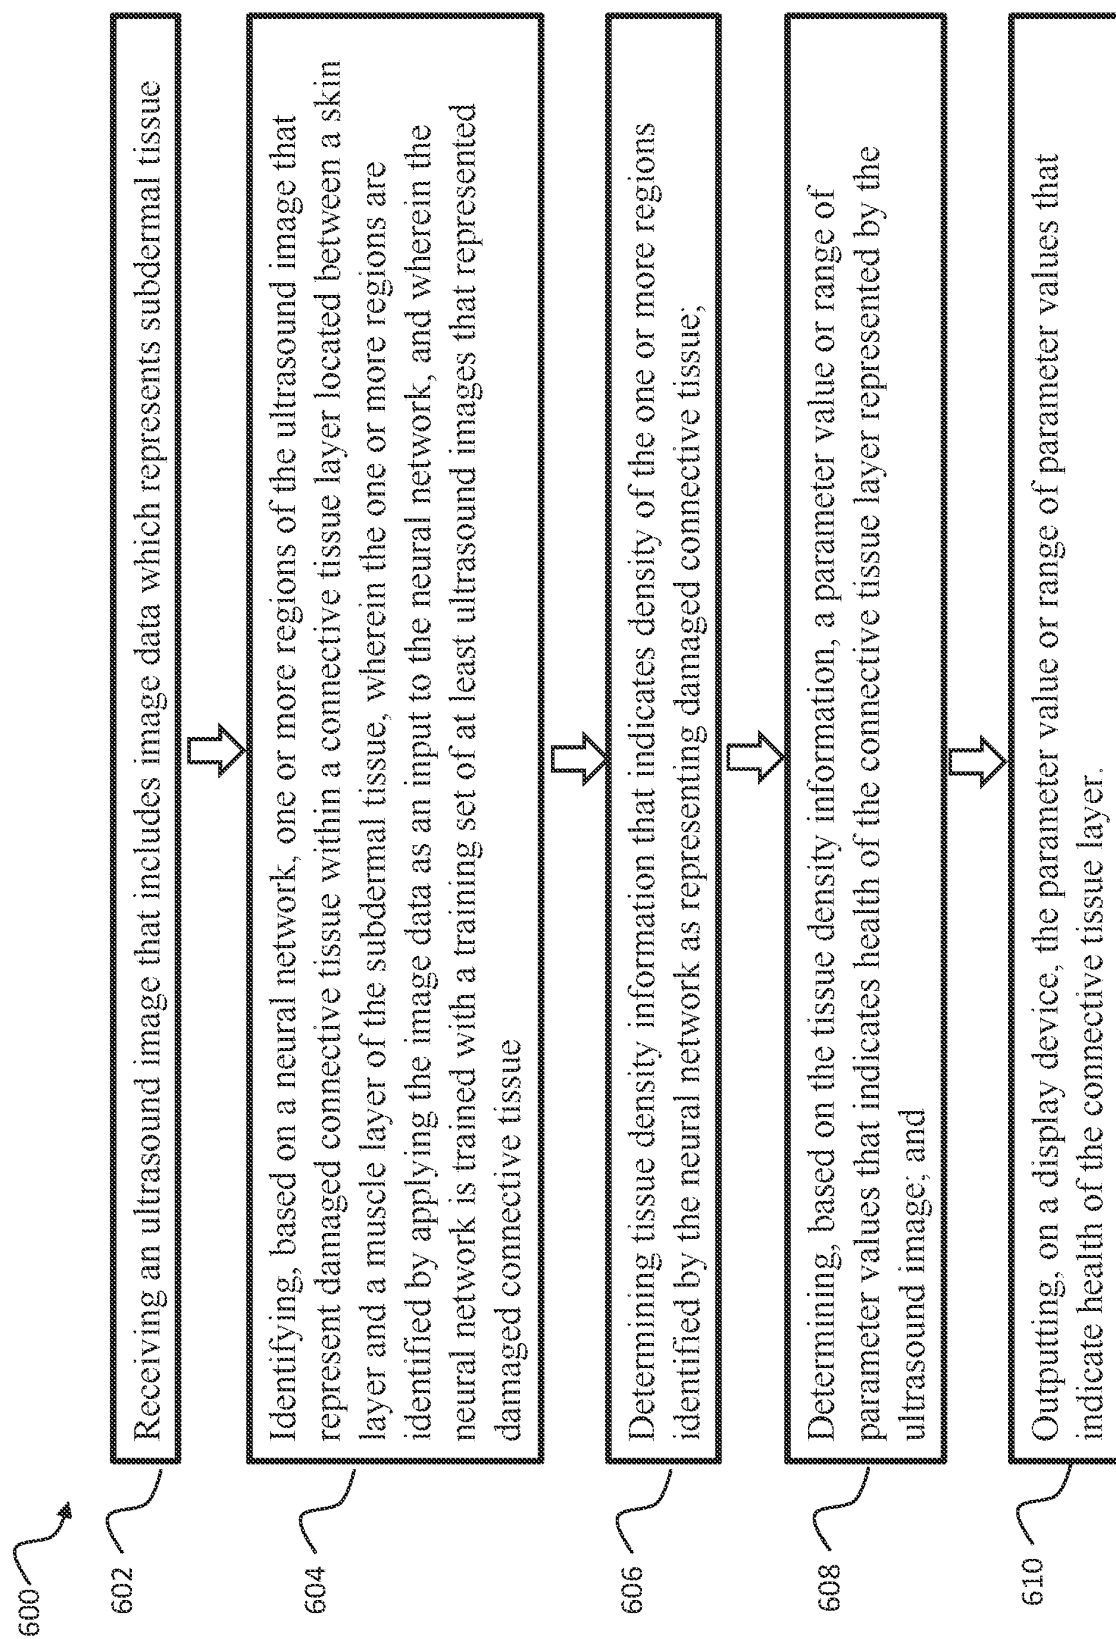 600
602
Receiving an ultrasound image that includes image data which represents subdermal tissue
604
Identifying, based on a neural network, one or more regions of the ultrasound image that
represent damaged connective tissue within a connective tissue layer located between a skin
layer and a muscle layer of the subdermal tissue, wherein the one or more regions are
identified by applying the image data as an input to the neural network, and wherein the
neural network is trained with a training set of at least ultrasound images that represented
damaged connective tissue
606
Determining tissue density information that indicates density of the one or more regions
identified by the neural network as representing damaged connective tissue;
608
Determining, based on the tissue density information, a parameter value or range of
parameter values that indicates health of the connective tissue layer represented by the
ultrasound image; and
610
Outputting, on a display device, the parameter value or range of parameter values that
indicate health of the connective tissue layer.